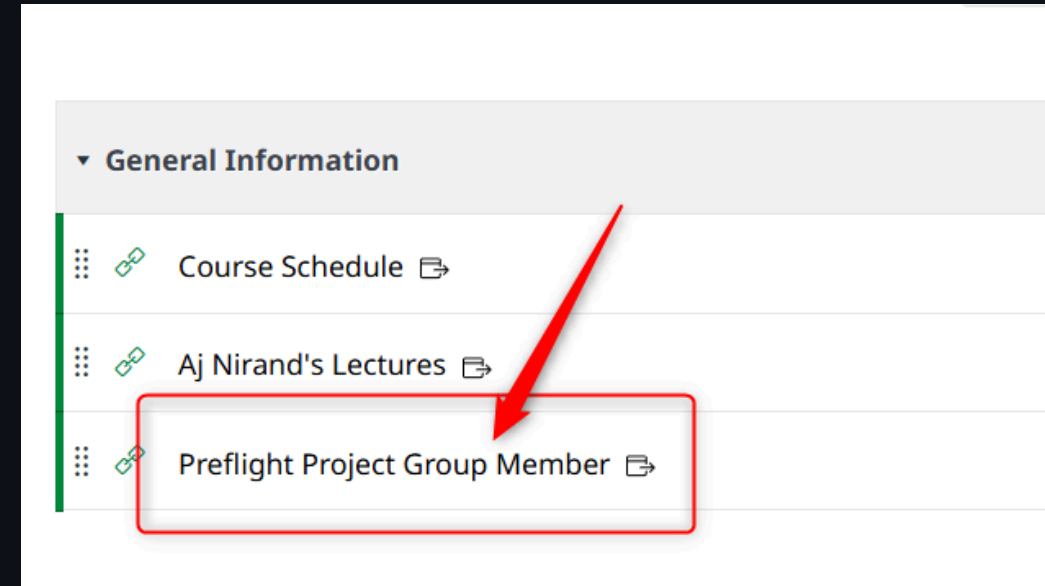 General Information
Course Schedule
Aj Nirand's Lectures
Preflight Project Group Member